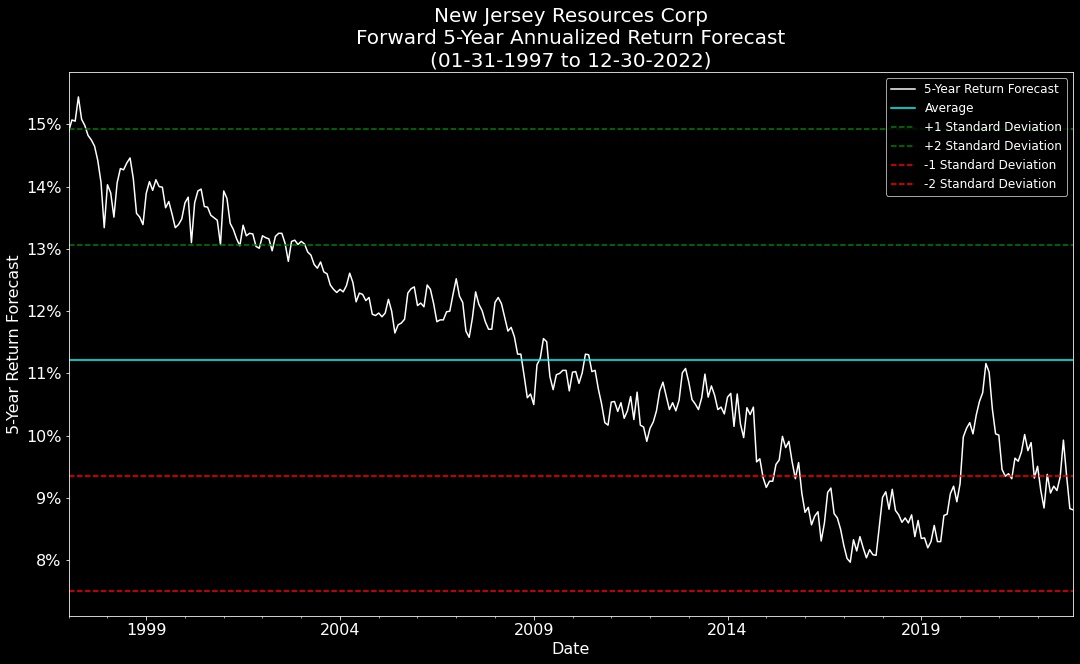 New Jersey Resources Corp
Forward 5-Year Annualized Return Forecast
(01-31-1997 to 12-30-2022)
5-Year Return Forecast
Average
+1 Standard Deviation
+2 Standard Deviation
-1 Standard Deviation
-2 Standard Deviation
5-Year Return Forecast
15%
14%
13%
12%
11%
10%
9%
8%
1999
2004
2009
2014
2019
Date